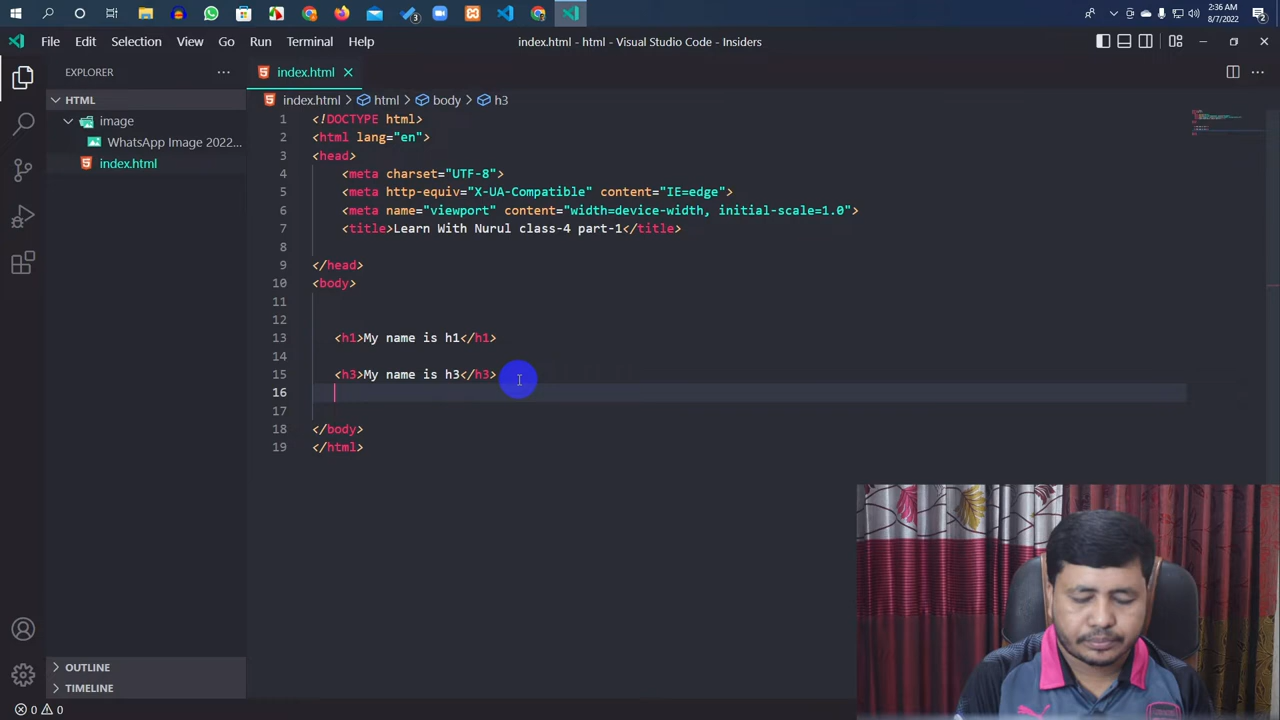 3
2:36 AM
8/7/2022
2
File Edit Selection View Go Run Terminal Help
index.html - html - Visual Studio Code - Insiders
EXPLORER
HTML
image
WhatsApp Image 2022...
index.html
OUTLINE
TIMELINE
index.html
index.html > html > body > h3
1 <!DOCTYPE html>
2 <html lang="en">
3 <head>
4 <meta charset="UTF-8">
5 <meta http-equiv="X-UA-Compatible" content="IE=edge">
6 <meta name="viewport" content="width=device-width, initial-scale=1.0">
7 <title>Learn With Nurul class-4 part-1</title>
8
9 </head>
10 <body>
11
12
13 <h1>My name is h1</h1>
14
15 <h3>My name is h3</h3>
16
17
18 </body>
19 </html>
0 0